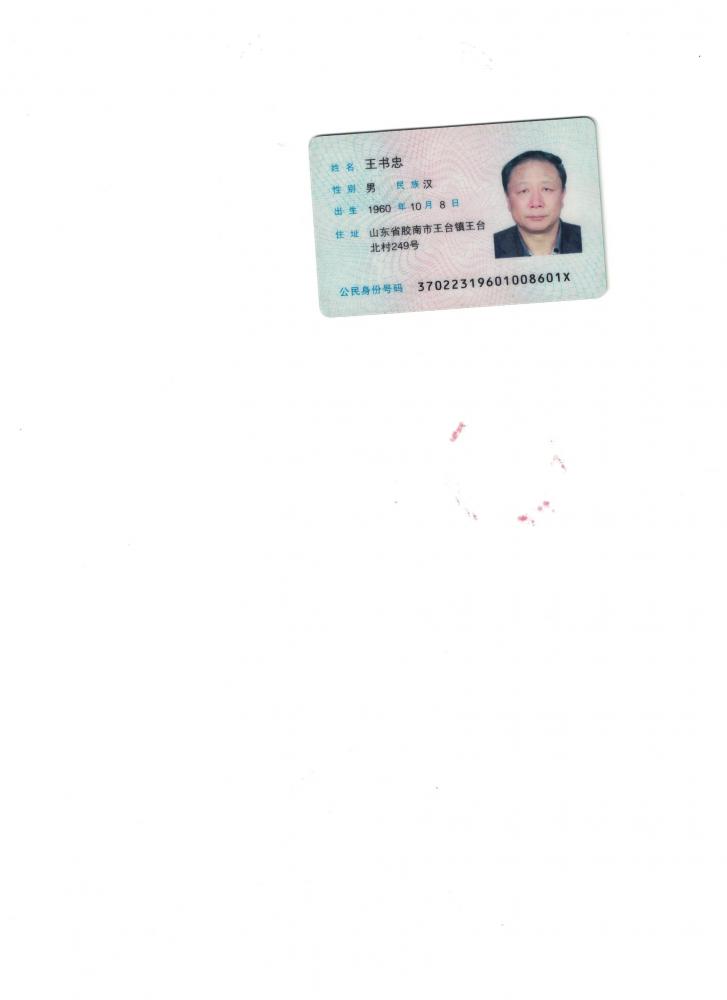 姓名 王书忠
性别 男 民族 汉
出生 1960 年 10 月 8 日
住址 山东省胶南市王台镇王台
北村249号
公民身份号码 37022319601008601X